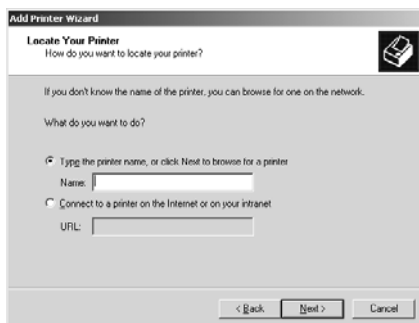 Add Printer Wizard
Locate Your Printer
How do you want to locate your printer?
If you don't know the name of the printer, you can browse for one on the network.
What do you want to do?
Type the printer name, or click Next to browse for a printer
Name:
Connect to a printer on the Internet or on your intranet
URL:
< Back
Next >
Cancel